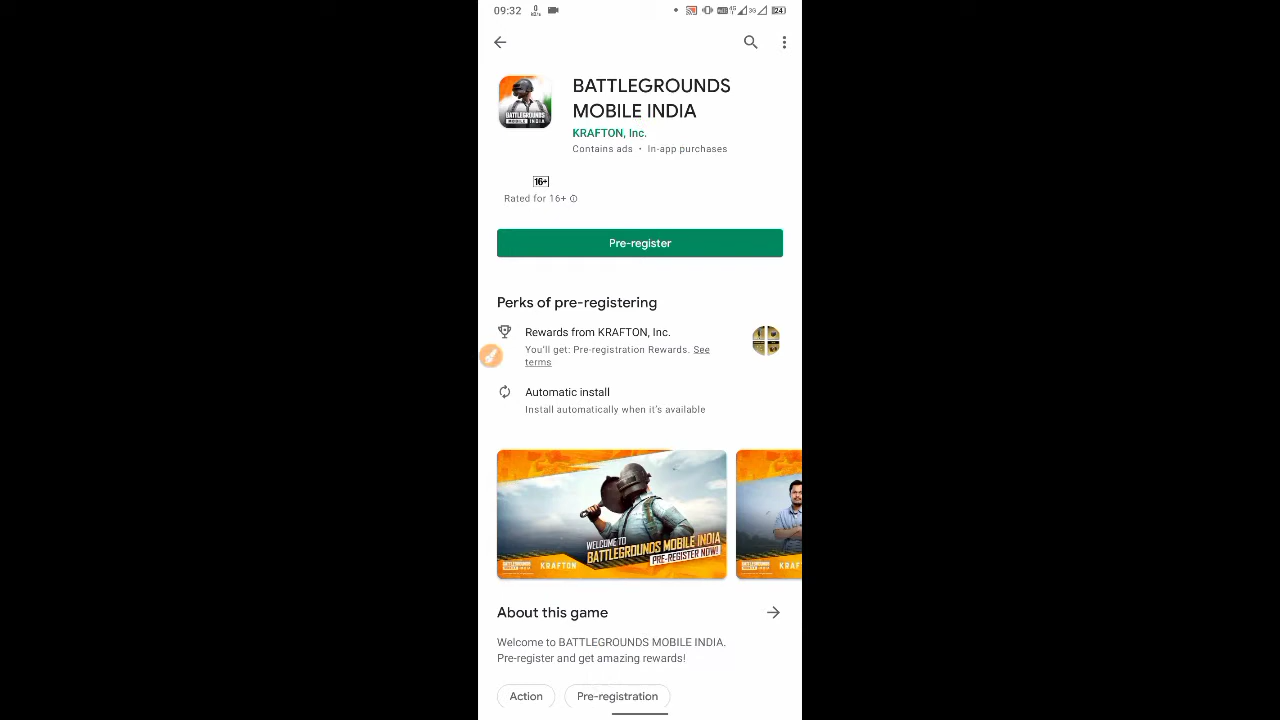 09:32
0
24
BATTLEGROUNDS
MOBILE INDIA
KRAFTON, Inc.
Contains ads • In-app purchases
16+
Rated for 16+
Pre-register
Perks of pre-registering
Rewards from KRAFTON, Inc.
You'll get: Pre-registration Rewards. See
terms
Automatic install
Install automatically when it's available
WELCOME TO
BATTLEGROUNDS MOBILE INDIA
PRE-REGISTER NOW!
KRAFTON
KRAF
About this game
Welcome to BATTLEGROUNDS MOBILE INDIA.
Pre-register and get amazing rewards!
Action
Pre-registration